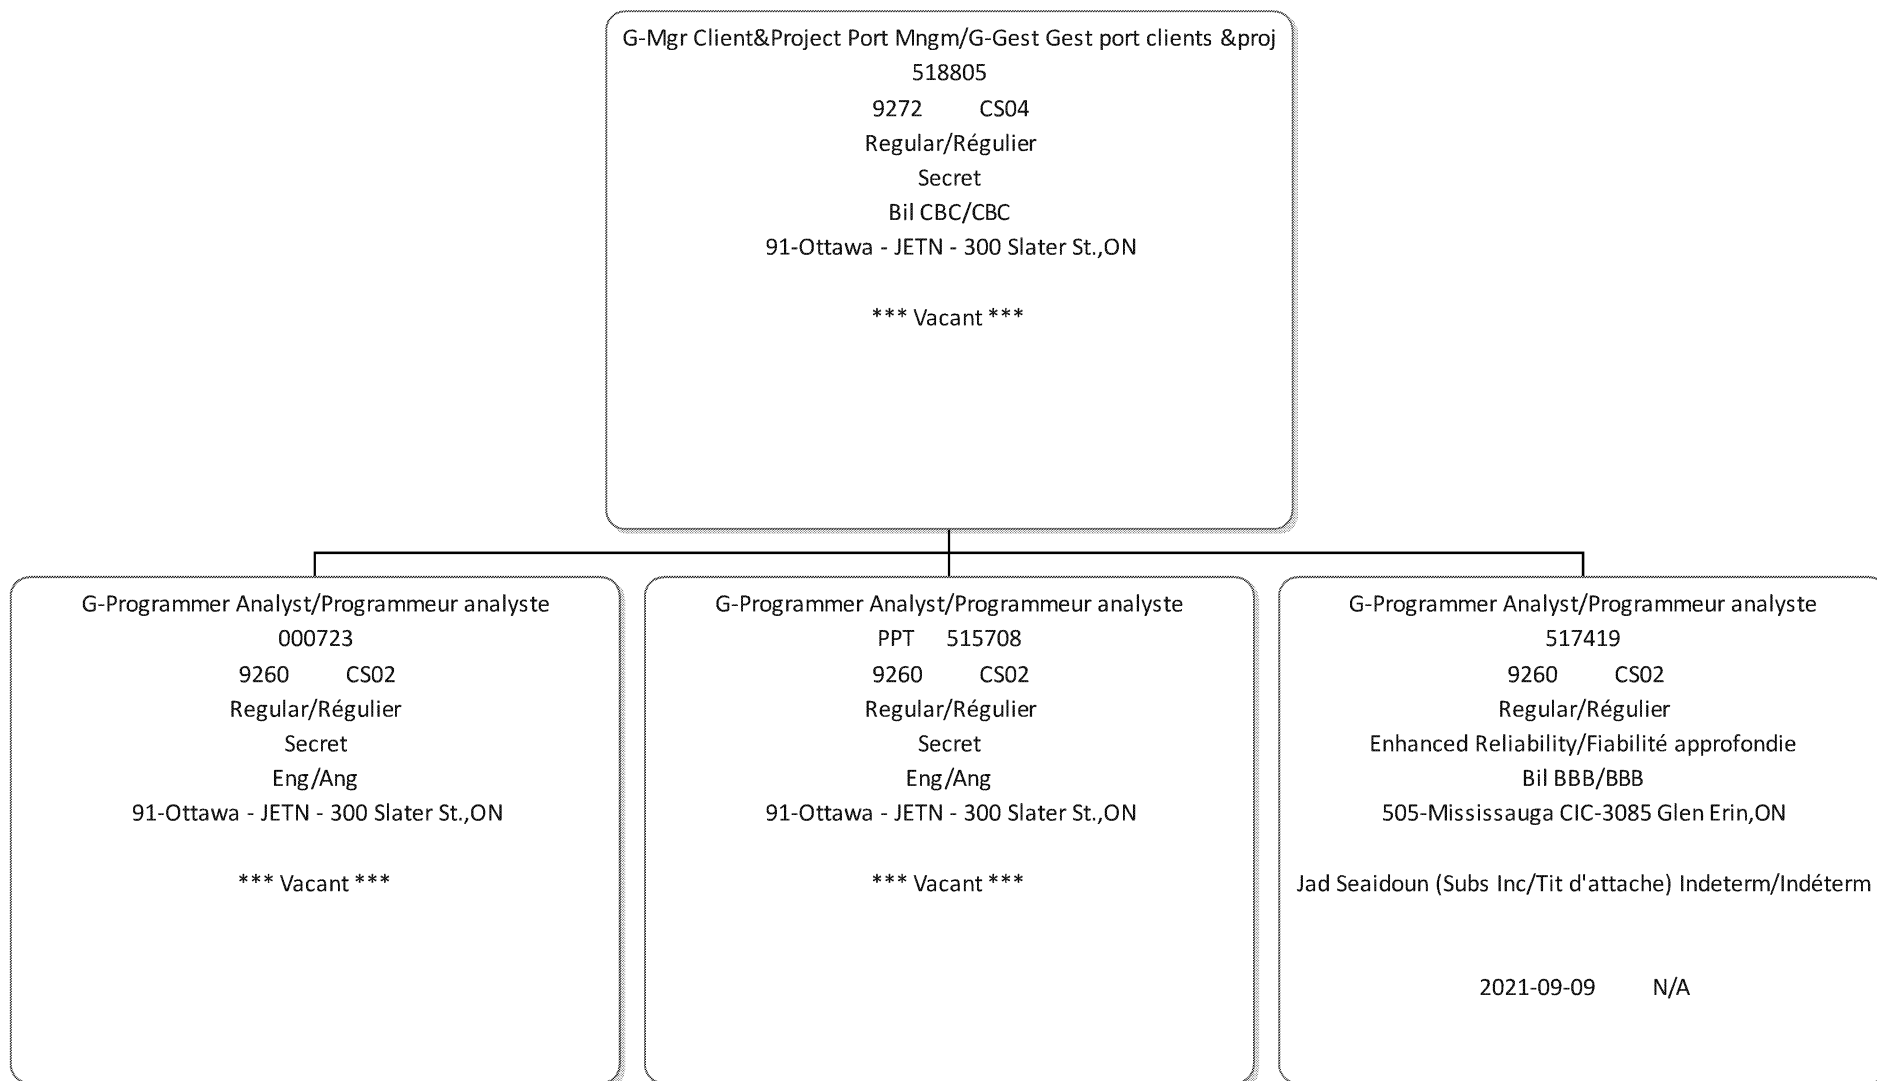 G-Mgr Client&Project Port Mngm/G-Gest Gest port clients &proj
518805
9272 CS04
Regular/Régulier
Secret
Bil CBC/CBC
91-Ottawa - JETN - 300 Slater St.,ON
*** Vacant ***
G-Programmer Analyst/Programmeur analyste
000723
9260 CS02
Regular/Régulier
Secret
Eng/Ang
91-Ottawa - JETN - 300 Slater St.,ON
*** Vacant ***
G-Programmer Analyst/Programmeur analyste
PPT 515708
9260 CS02
Regular/Régulier
Secret
Eng/Ang
91-Ottawa - JETN - 300 Slater St.,ON
*** Vacant ***
G-Programmer Analyst/Programmeur analyste
517419
9260 CS02
Regular/Régulier
Enhanced Reliability/Fiabilité approfondie
Bil BBB/BBB
505-Mississauga CIC-3085 Glen Erin,ON
Jad Seaidoun (Subs Inc/Tit d'attache) Indeterm/Indéterm
2021-09-09 N/A